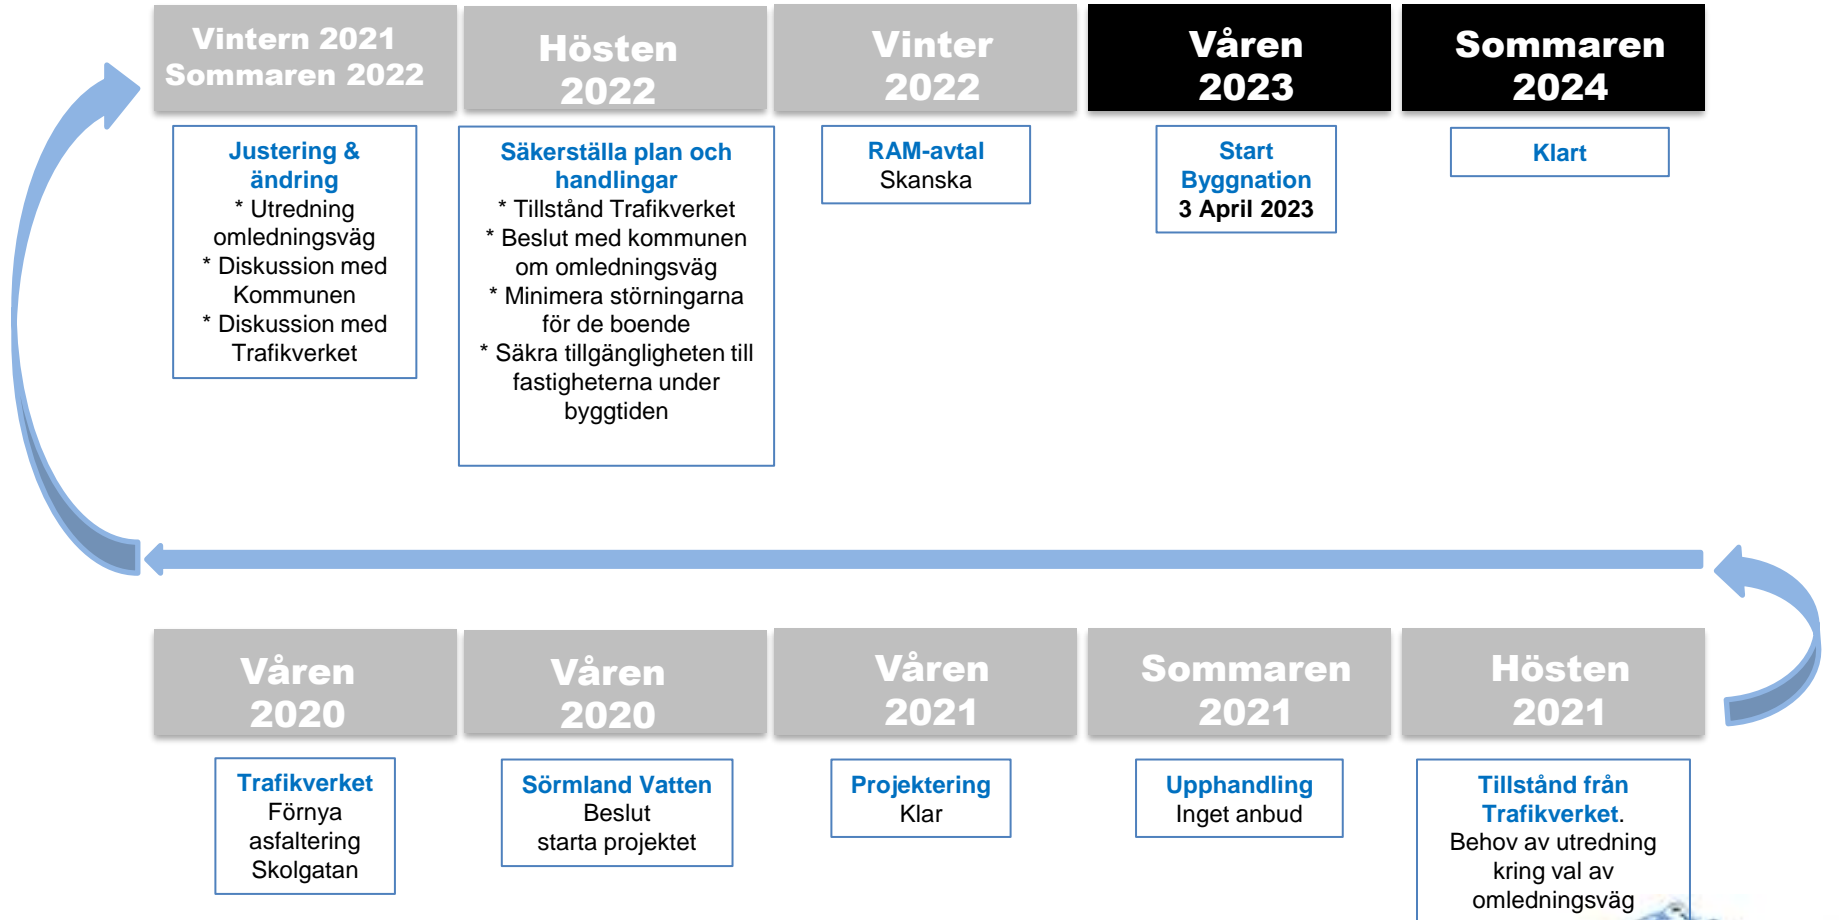 Vintern 2021
Sommaren 2022
Justering &
ändring
* Utredning
omledningsväg
* Diskussion med
Kommunen
* Diskussion med
Trafikverket
Hösten
2022
Säkerställa plan och
handlingar
* Tillstånd Trafikverket
* Beslut med kommunen
om omledningsväg
* Minimera störningarna
för de boende
* Säkra tillgängligheten till
fastigheterna under
byggtiden
Vinter
2022
RAM-avtal
Skanska
Våren
2023
Start
Byggnation
3 April 2023
Sommaren
2024
Klart
Våren
2020
Trafikverket
Förnya
asfaltering
Skolgatan
Våren
2020
Sörmland Vatten
Beslut
starta projektet
Våren
2021
Projektering
Klar
Sommaren
2021
Upphandling
Inget anbud
Hösten
2021
Tillstånd från
Trafikverket.
Behov av utredning
kring val av
omledningsväg